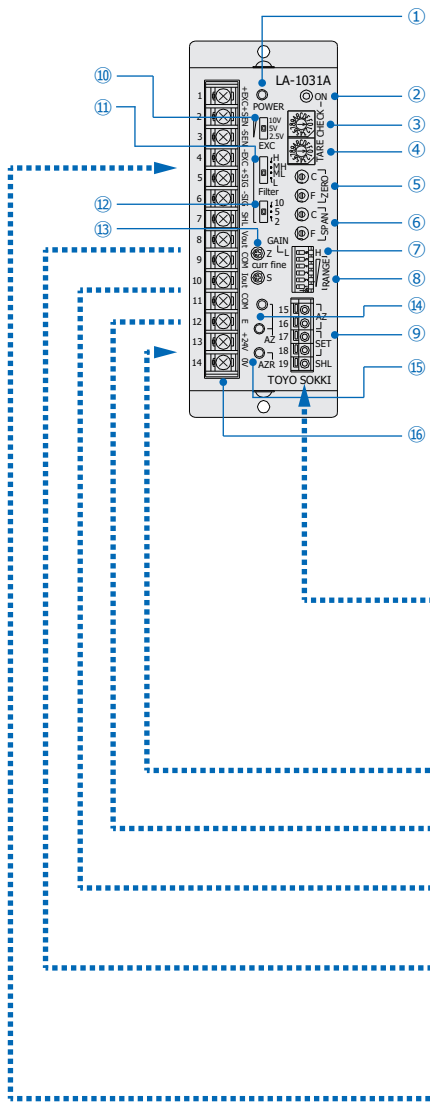 ①
⑩
LA-1031A
⑪
1 +EXC
POWER
ON
②
2 +SEN
10V
5V
2.5V
EXC
CHECK
③
3 -SEN
TARE
④
4 -EXC
H
MH
ML
L
5 +SIG
C
ZERO
⑤
Filter
F
⑫
6 -SIG
10
5
2
C
SPAN
⑥
7 SHL
F
⑬
GAIN
8 Vout
Z
L
H
⑦
9 COM
curr fine
RANGE
⑧
10 Iout
S
11 COM
15
AZ
⑭
12 E
16
AZ
17
SET
⑨
13 +24V
18
AZR
14 0V
19
SHL
⑮
TOYO SOKKI
⑯